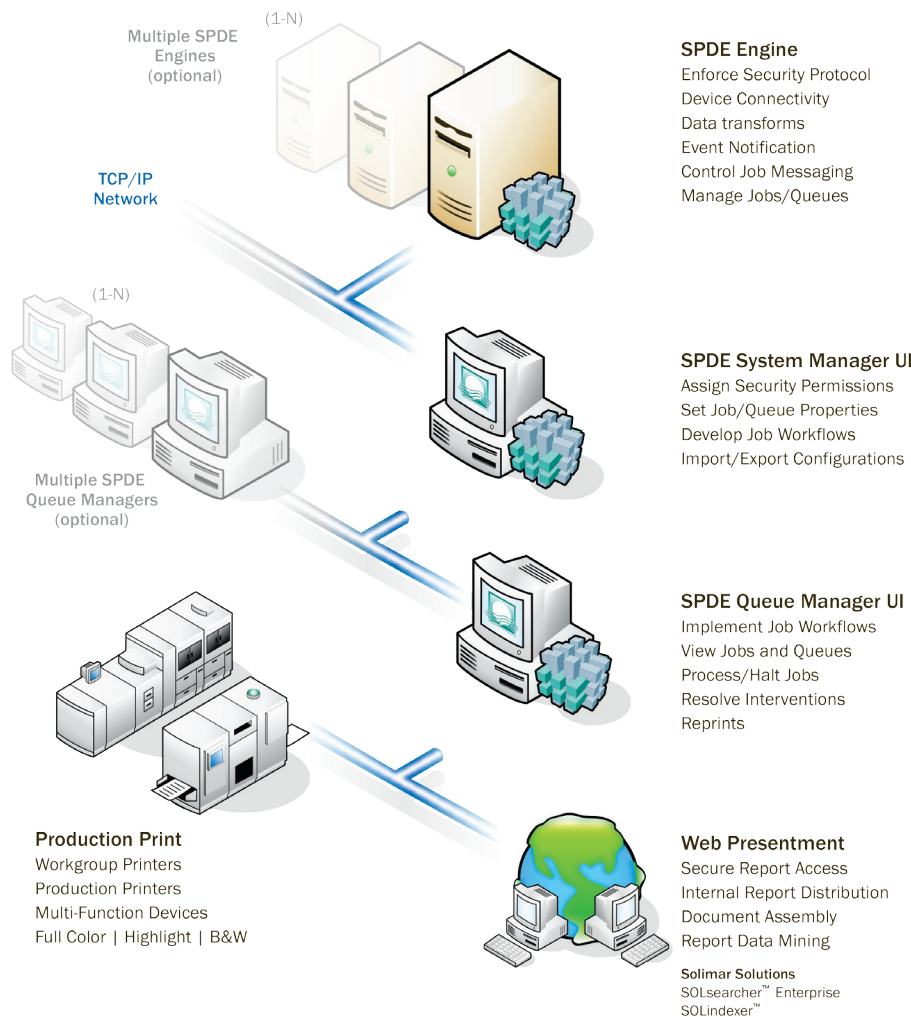 (1-N)
Multiple SPDE
Engines
(optional)
SPDE Engine
Enforce Security Protocol
Device Connectivity
Data transforms
Event Notification
Control Job Messaging
Manage Jobs/Queues
TCP/IP
Network
(1-N)
Multiple SPDE
Queue Managers
(optional)
SPDE System Manager UI
Assign Security Permissions
Set Job/Queue Properties
Develop Job Workflows
Import/Export Configurations
SPDE Queue Manager UI
Implement Job Workflows
View Jobs and Queues
Process/Halt Jobs
Resolve Interventions
Reprints
Production Print
Workgroup Printers
Production Printers
Multi-Function Devices
Full Color | Highlight | B&W
Web Presentment
Secure Report Access
Internal Report Distribution
Document Assembly
Report Data Mining
Solimar Solutions
SOLsearcher™ Enterprise
SOLindexer™